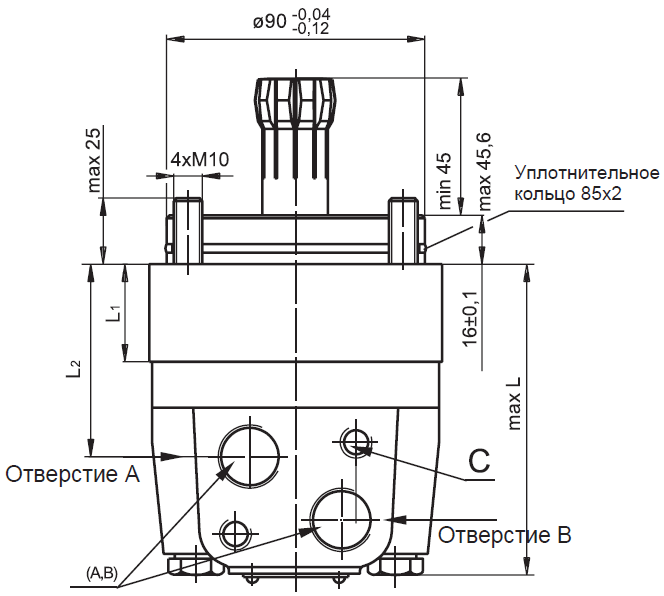 ø90 -0,04
-0,12
max 25
4xM10
min 45
max 45,6
Уплотнительное
кольцо 85x2
L1
L2
16±0,1
max L
Отверстие A
C
Отверстие B
(A,B)